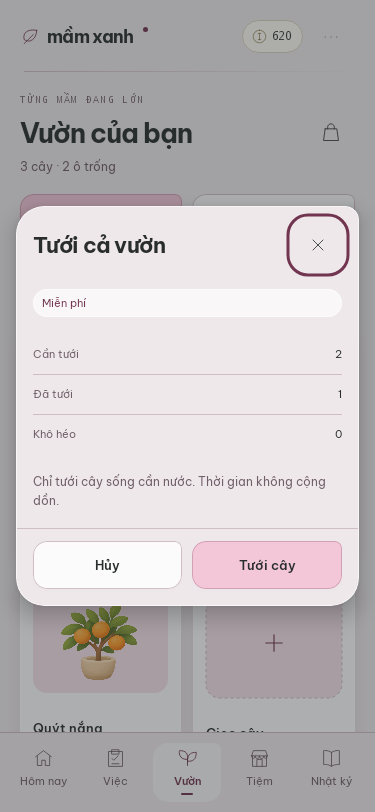 mầm xanh
620
TỪNG MẦM ĐANG LỚN
Vườn của bạn
3 cây · 2 ô trống
Tưới cả vườn
Miễn phí
Cần tưới 2
Đã tưới 1
Khô héo 0
Chỉ tưới cây sống cần nước. Thời gian không cộng
dồn.
Hủy
Tưới cây
Quýt nắng
Gieo cây
Hôm nay
Việc
Vườn
Tiệm
Nhật ký